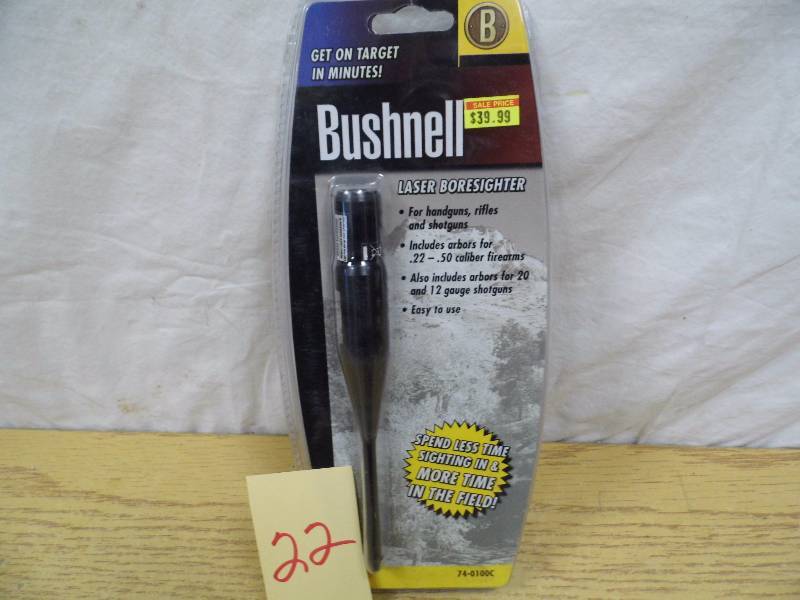 GET ON TARGET
IN MINUTES!
B
SALE PRICE
$39.99
Bushnell
LASER BORESIGHTER
• For handguns, rifles
and shotguns
• Includes arbors for
.22 – .50 caliber firearms
• Also includes arbors for 20
and 12 gauge shotguns
• Easy to use
SPEND LESS TIME
SIGHTING IN &
MORE TIME
IN THE FIELD!
22
74-0100C